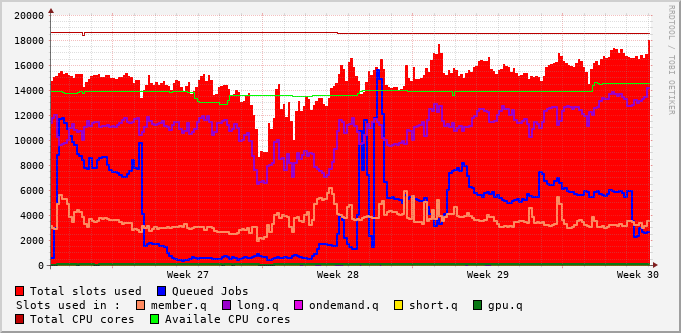 20000
18000
16000
14000
12000
10000
8000
6000
4000
2000
0
Week 27 Week 28 Week 29 Week 30
RRDTOOL / TOBI OETIKER
Total slots used Queued Jobs
Slots used in : member.q long.q ondemand.q short.q gpu.q
Total CPU cores Availale CPU cores